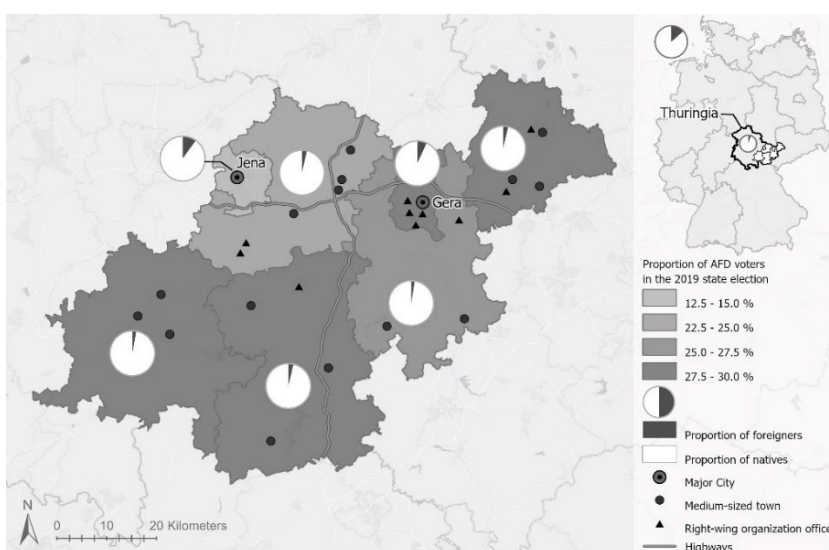 Jena
Gera
N
0 10 20 Kilometers
Thuringia
Proportion of AFD voters
in the 2019 state election
12.5 - 15.0 %
22.5 - 25.0 %
25.0 - 27.5 %
27.5 - 30.0 %
Proportion of foreigners
Proportion of natives
Major City
Medium-sized town
Right-wing organization office
Highways